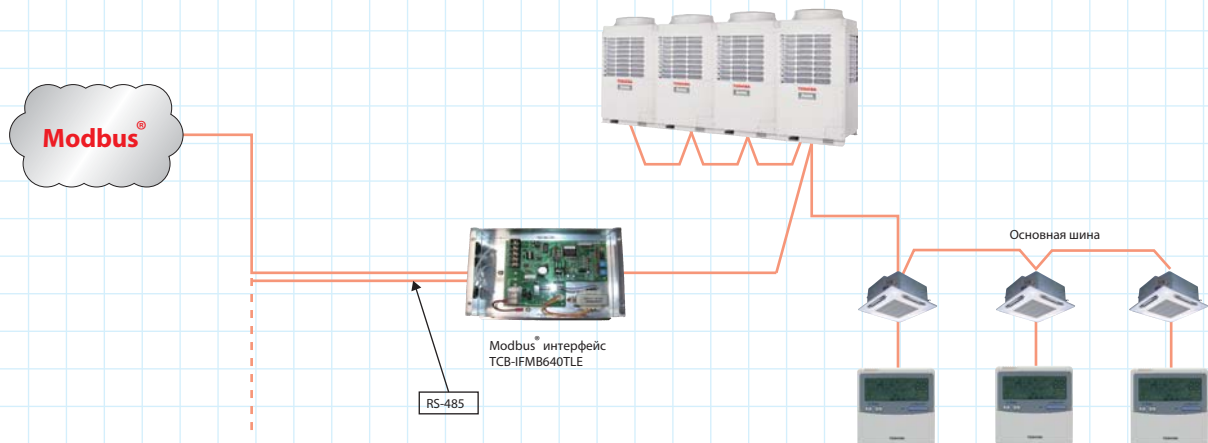 Modbus®
Основная шина
Modbus® интерфейс
TCB-IFMB640TLE
RS-485